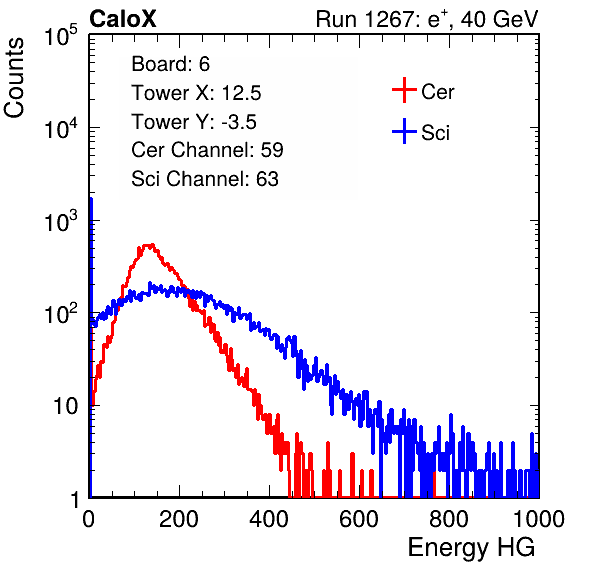 CaloX Run 1267: e⁺, 40 GeV
Counts
Board: 6
Tower X: 12.5
Tower Y: -3.5
Cer Channel: 59
Sci Channel: 63
Cer
Sci
10⁵
10⁴
10³
10²
10
1
0 200 400 600 800 1000
Energy HG